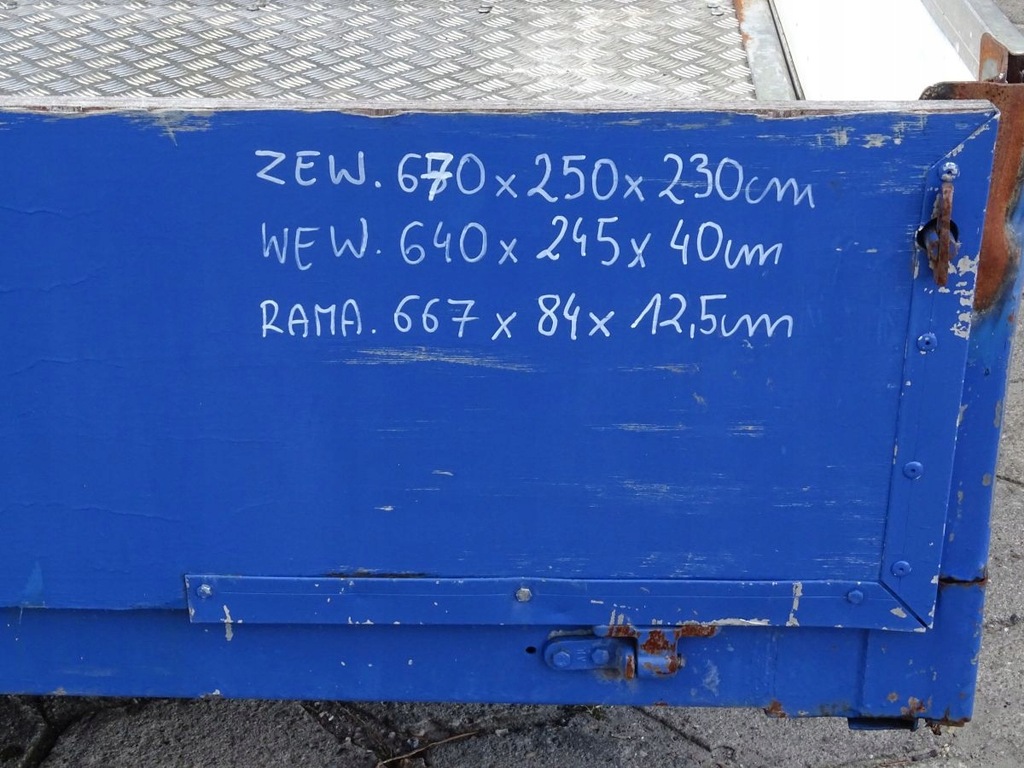 ZEW. 670 x 250 x 230cm
WEW. 640 x 245 x 40cm
RAMA. 667 x 84 x 12,5cm